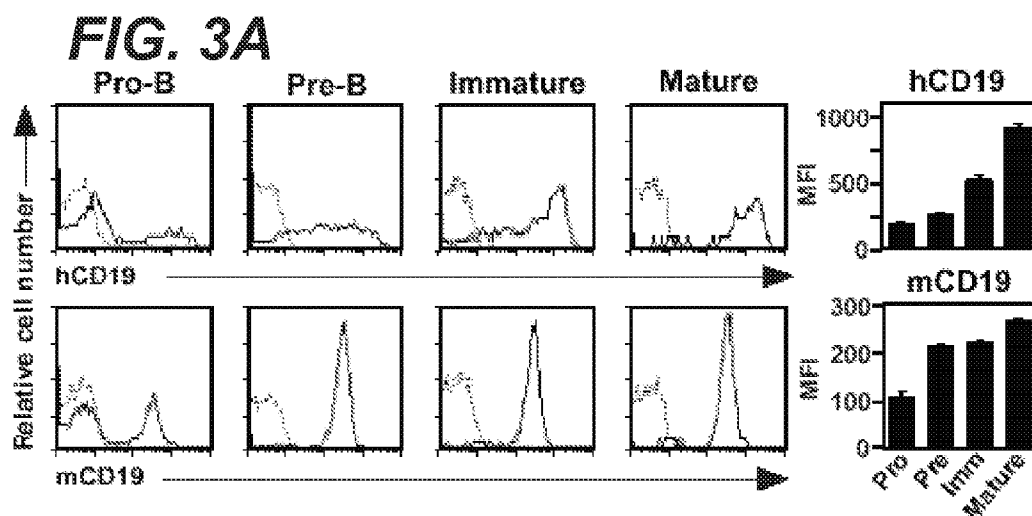 FIG. 3A
Pro-B Pre-B Immature Mature hCD19
Relative cell number
hCD19
mCD19
MFI
1000
500
0
mCD19
MFI
300
200
100
0
Pro Pre Imm Mature